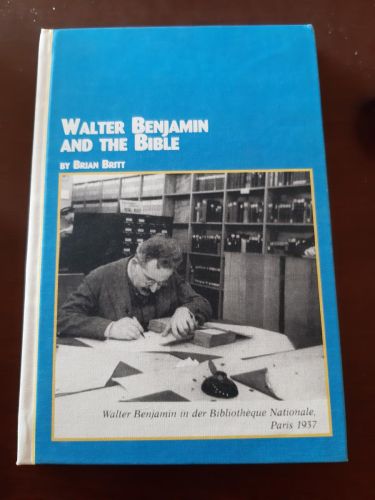 WALTER BENJAMIN
AND THE BIBLE
BY BRIAN BRITT
Walter Benjamin in der Bibliothèque Nationale,
Paris 1937